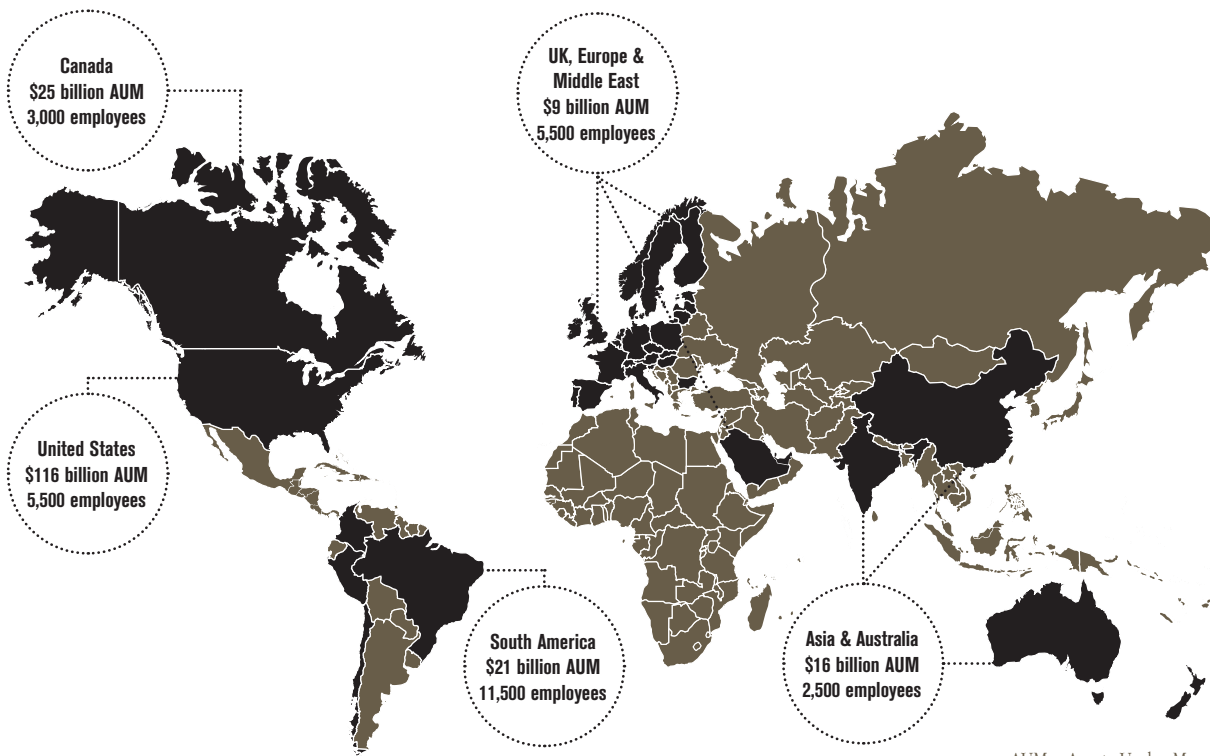 Canada
$25 billion AUM
3,000 employees
UK, Europe &
Middle East
$9 billion AUM
5,500 employees
United States
$116 billion AUM
5,500 employees
South America
$21 billion AUM
11,500 employees
Asia & Australia
$16 billion AUM
2,500 employees